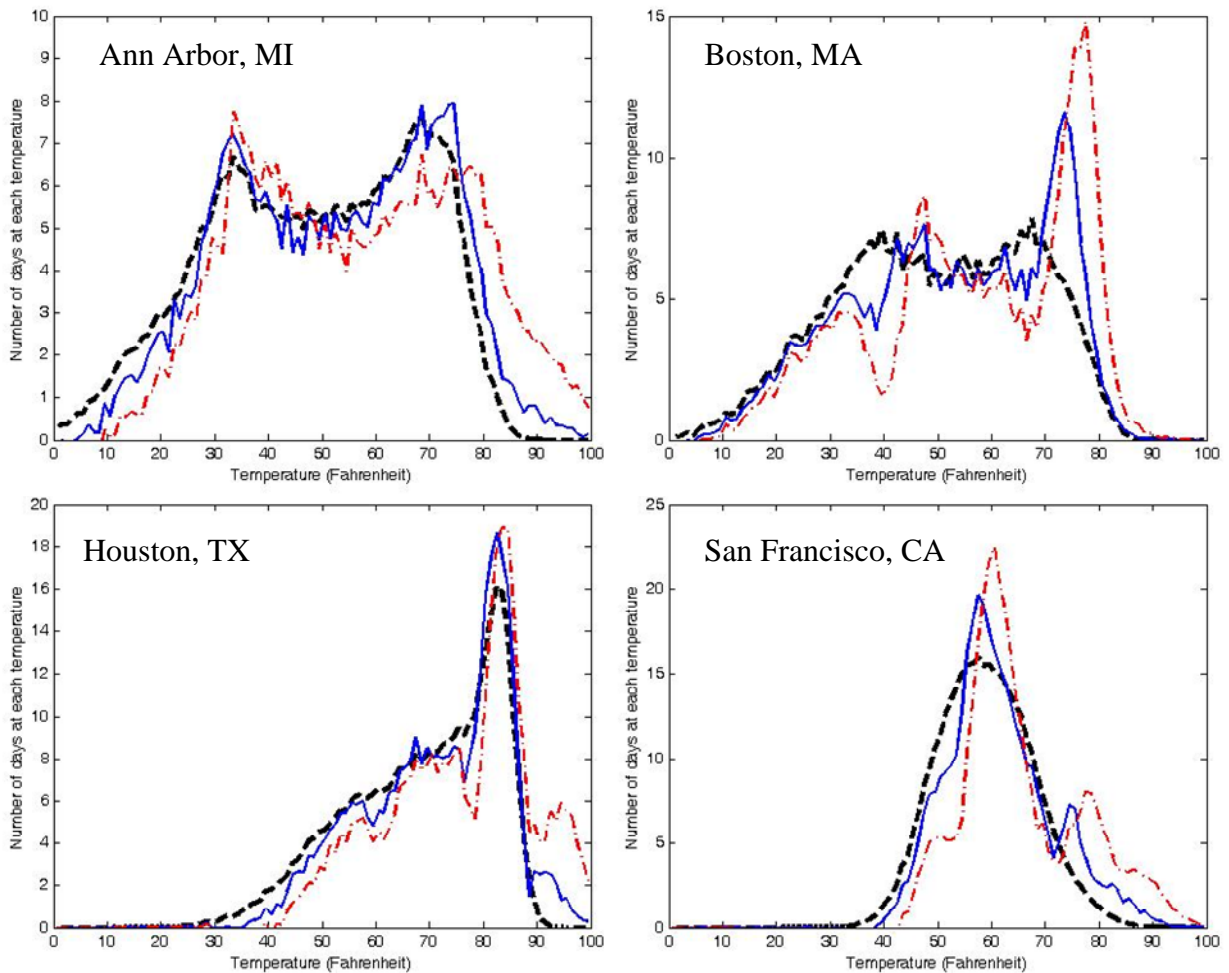 Ann Arbor, MI
Number of days at each temperature
10
9
8
7
6
5
4
3
2
1
0
0 10 20 30 40 50 60 70 80 90 100
Temperature (Fahrenheit)
Boston, MA
Number of days at each temperature
15
10
5
0
0 10 20 30 40 50 60 70 80 90 100
Temperature (Fahrenheit)
Houston, TX
Number of days at each temperature
20
18
16
14
12
10
8
6
4
2
0
0 10 20 30 40 50 60 70 80 90 100
Temperature (Fahrenheit)
San Francisco, CA
Number of days at each temperature
25
20
15
10
5
0
0 10 20 30 40 50 60 70 80 90 100
Temperature (Fahrenheit)